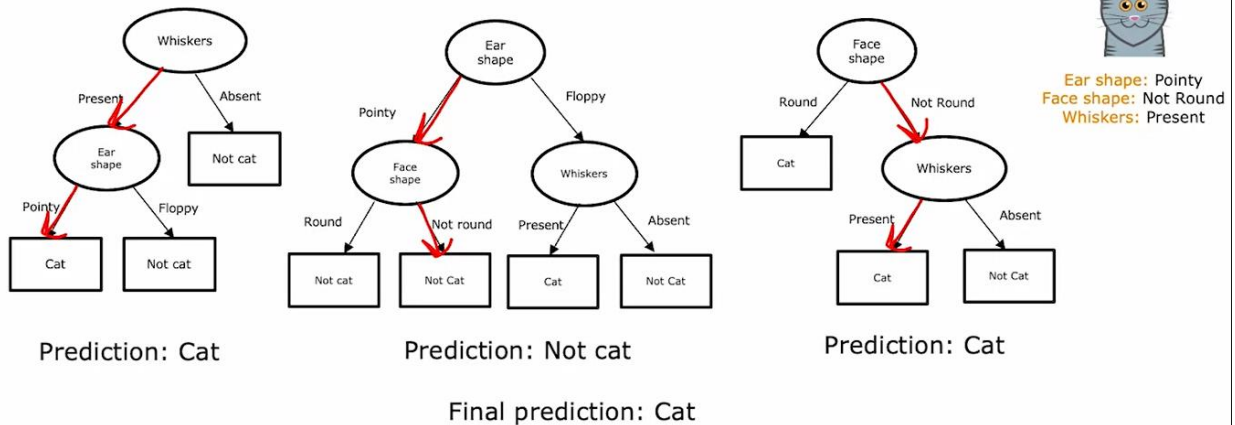 Whiskers
Present
Absent
Ear
shape
Not cat
Pointy
Floppy
Cat
Not cat
Prediction: Cat
Ear
shape
Pointy
Floppy
Face
shape
Whiskers
Round
Not round
Present
Absent
Not cat
Not Cat
Cat
Not Cat
Prediction: Not cat
Face
shape
Round
Not Round
Cat
Whiskers
Present
Absent
Cat
Not Cat
Prediction: Cat
Ear shape: Pointy
Face shape: Not Round
Whiskers: Present
Final prediction: Cat